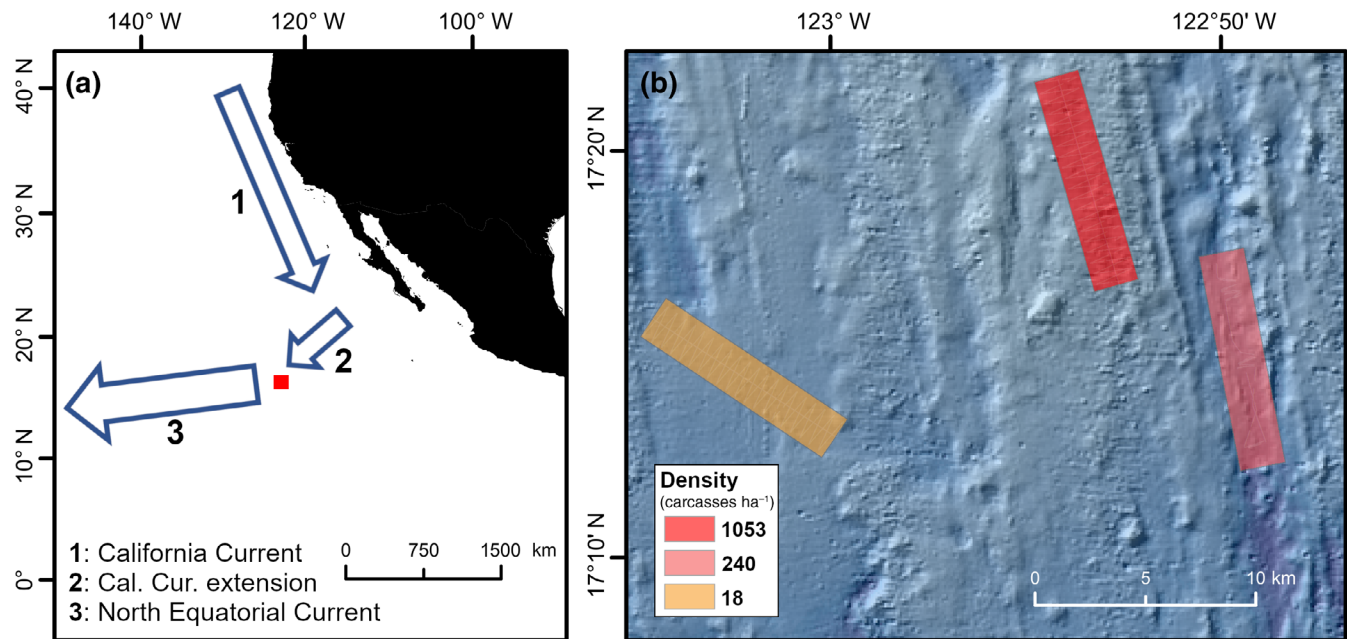 140° W 120° W 100° W
(a)
40° N
30° N
20° N
10° N
0°
1
2
3
1: California Current
2: Cal. Cur. extension
3: North Equatorial Current
0 750 1500 km
123° W 122°50' W
(b)
17°20' N
17°10' N
Density
(carcasses ha⁻¹)
1053
240
18
0 5 10 km